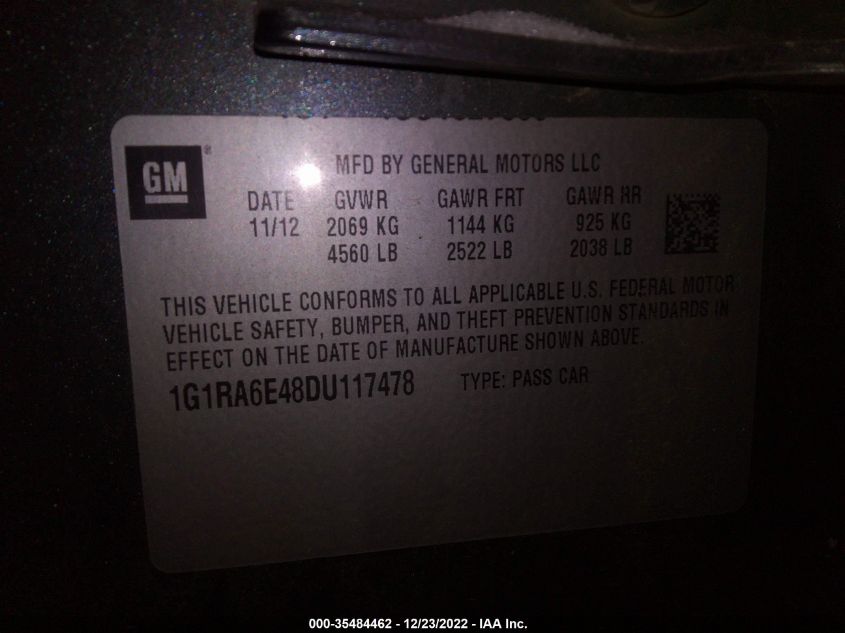 GM ® MFD BY GENERAL MOTORS LLC
DATE GVWR GAWR FRT GAWR RR
11/12 2069 KG 1144 KG 925 KG
4560 LB 2522 LB 2038 LB
THIS VEHICLE CONFORMS TO ALL APPLICABLE U.S. FEDERAL MOTOR
VEHICLE SAFETY, BUMPER, AND THEFT PREVENTION STANDARDS IN
EFFECT ON THE DATE OF MANUFACTURE SHOWN ABOVE.
1G1RA6E48DU117478 TYPE: PASS CAR
000-35484462 - 12/23/2022 - IAA Inc.